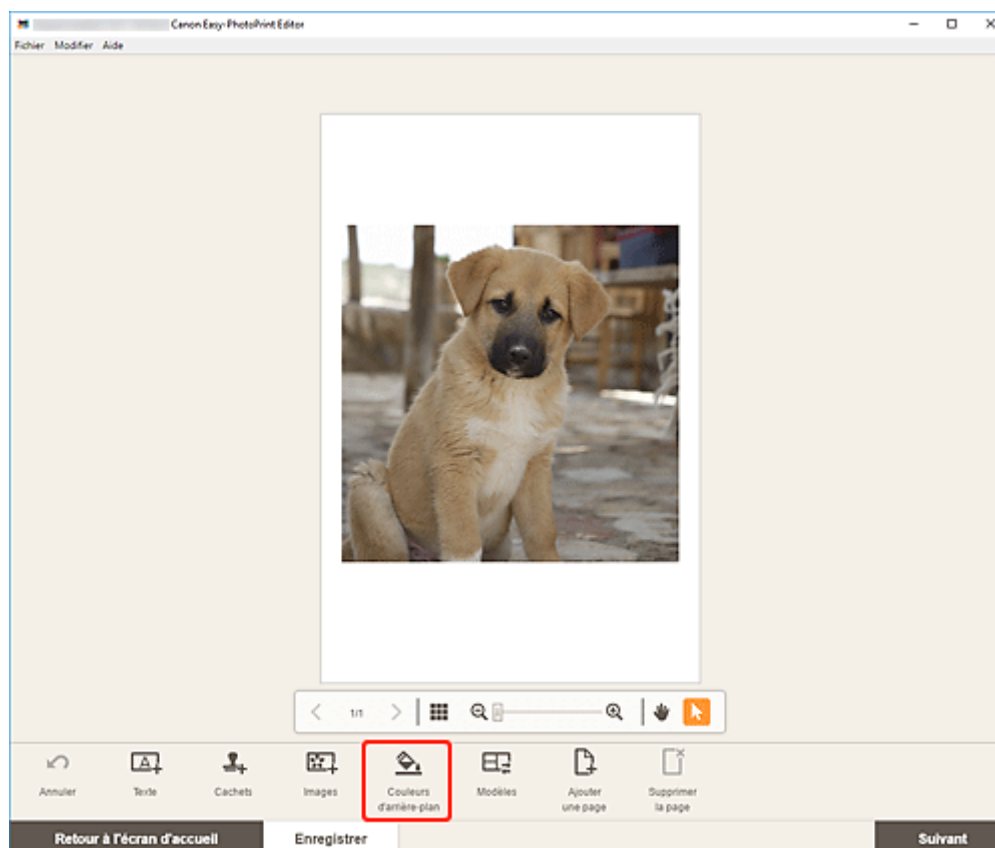 Canon Easy-PhotoPrint Editor
Fichier Modifier Aide
1/1
Annuler
Texte
Cachets
Images
Couleurs
d'arrière-plan
Modèles
Ajouter
une page
Supprimer
la page
Retour à l'écran d'accueil
Enregistrer
Suivant